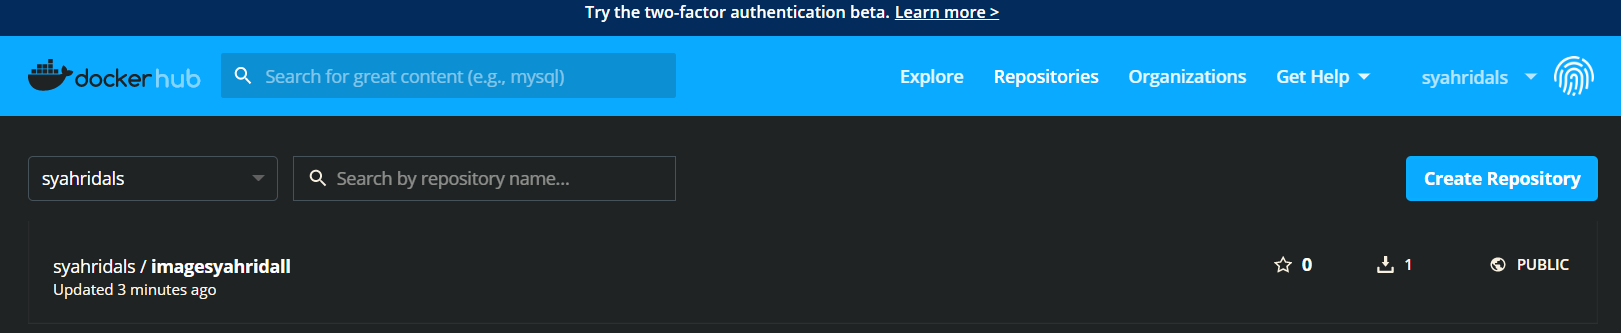 Try the two-factor authentication beta. Learn more >
docker hub
Search for great content (e.g., mysql)
Explore
Repositories
Organizations
Get Help
syahridals
syahridals
Search by repository name...
Create Repository
syahridals / imagesyahridall
0
1
PUBLIC
Updated 3 minutes ago